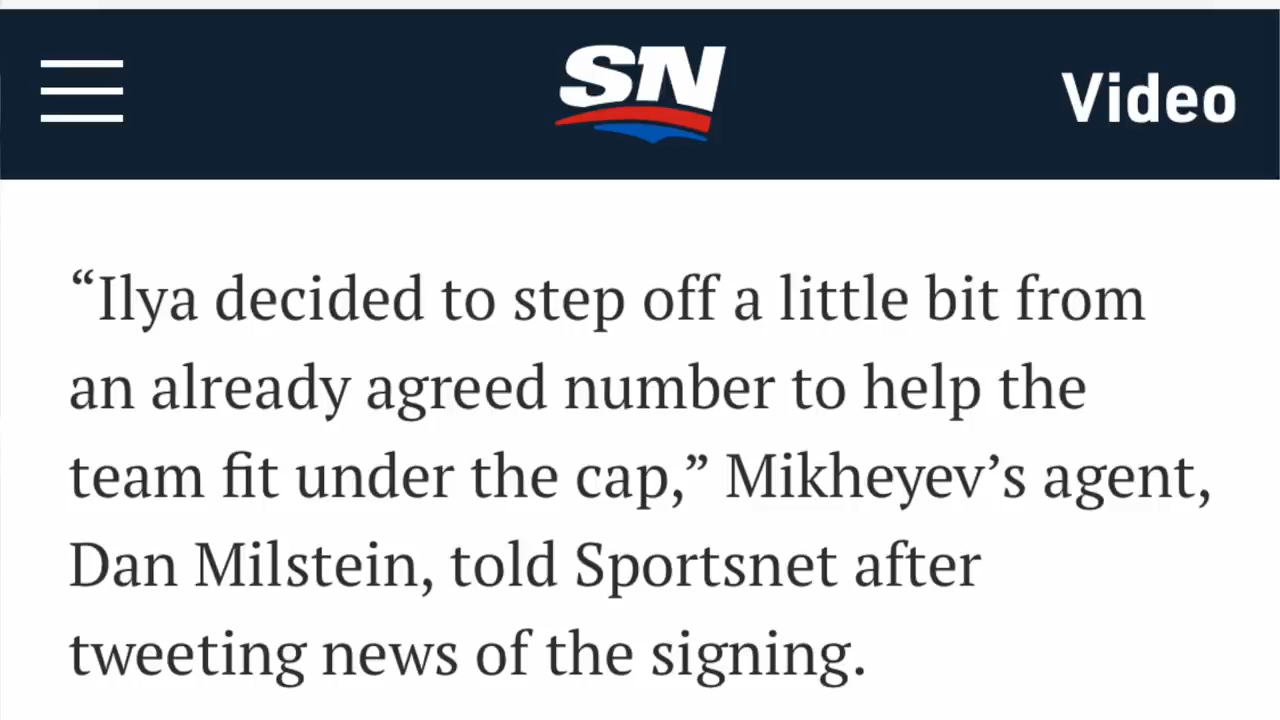 SN
Video
“Ilya decided to step off a little bit from
an already agreed number to help the
team fit under the cap,” Mikheyev’s agent,
Dan Milstein, told Sportsnet after
tweeting news of the signing.